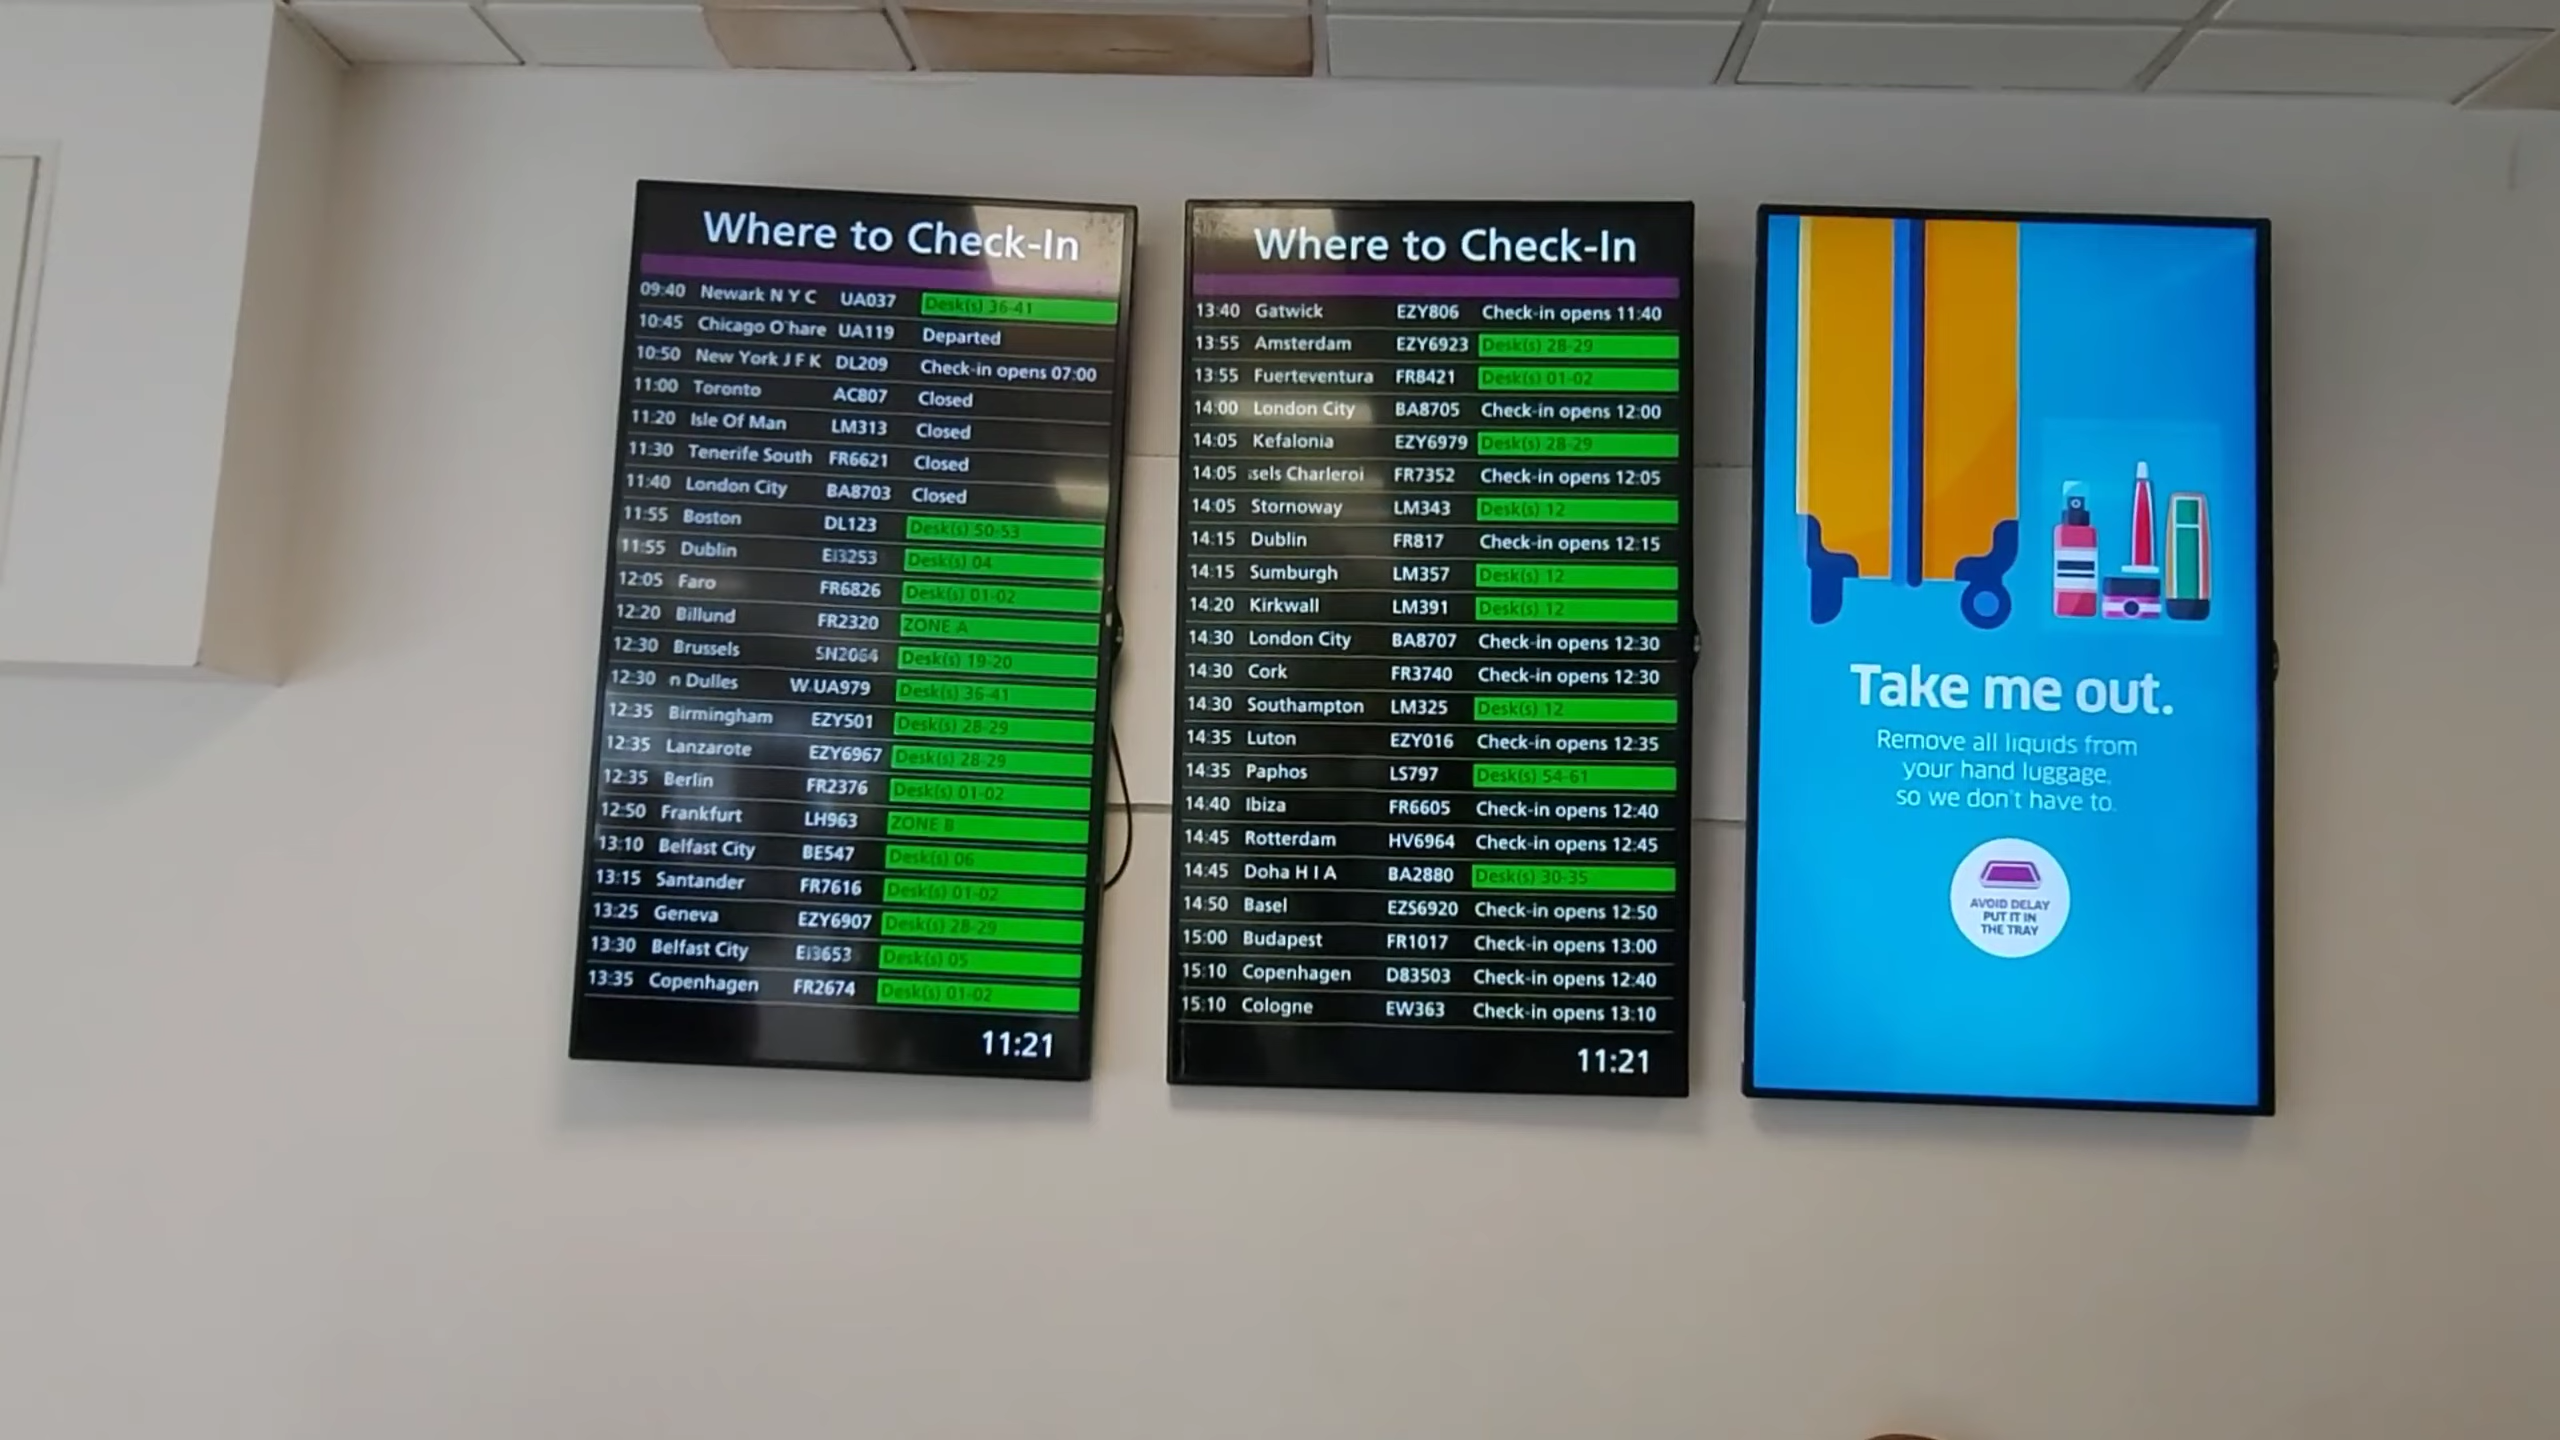 Where to Check-In
09:40 Newark N Y C UA037 Desk(s) 36-41
10:45 Chicago O'hare UA119 Departed
10:50 New York J F K DL209 Check-in opens 07:00
11:00 Toronto AC807 Closed
11:20 Isle Of Man LM313 Closed
11:30 Tenerife South FR6621 Closed
11:40 London City BA8703 Closed
11:55 Boston DL123 Desk(s) 50-53
11:55 Dublin EI3253 Desk(s) 04
12:05 Faro FR6826 Desk(s) 01-02
12:20 Billund FR2320 ZONE A
12:30 Brussels SN2064 Desk(s) 19-20
12:30 n Dulles W UA979 Desk(s) 36-41
12:35 Birmingham EZY501 Desk(s) 28-29
12:35 Lanzarote EZY6967 Desk(s) 28-29
12:35 Berlin FR2376 Desk(s) 01-02
12:50 Frankfurt LH963 ZONE B
13:10 Belfast City BE547 Desk(s) 06
13:15 Santander FR7616 Desk(s) 01-02
13:25 Geneva EZY6907 Desk(s) 28-29
13:30 Belfast City EI3653 Desk(s) 05
13:35 Copenhagen FR2674 Desk(s) 01-02
11:21
Where to Check-In
13:40 Gatwick EZY806 Check-in opens 11:40
13:55 Amsterdam EZY6923 Desk(s) 28-29
13:55 Fuerteventura FR8421 Desk(s) 01-02
14:00 London City BA8705 Check-in opens 12:00
14:05 Kefalonia EZY6979 Desk(s) 28-29
14:05 sels Charleroi FR7352 Check-in opens 12:05
14:05 Stornoway LM343 Desk(s) 12
14:15 Dublin FR817 Check-in opens 12:15
14:15 Sumburgh LM357 Desk(s) 12
14:20 Kirkwall LM391 Desk(s) 12
14:30 London City BA8707 Check-in opens 12:30
14:30 Cork FR3740 Check-in opens 12:30
14:30 Southampton LM325 Desk(s) 12
14:35 Luton EZY016 Check-in opens 12:35
14:35 Paphos LS797 Desk(s) 54-61
14:40 Ibiza FR6605 Check-in opens 12:40
14:45 Rotterdam HV6964 Check-in opens 12:45
14:45 Doha H I A BA2880 Desk(s) 30-35
14:50 Basel EZS6920 Check-in opens 12:50
15:00 Budapest FR1017 Check-in opens 13:00
15:10 Copenhagen D83503 Check-in opens 12:40
15:10 Cologne EW363 Check-in opens 13:10
11:21
Take me out.
Remove all liquids from
your hand luggage,
so we don't have to.
AVOID DELAY
PUT IT IN
THE TRAY